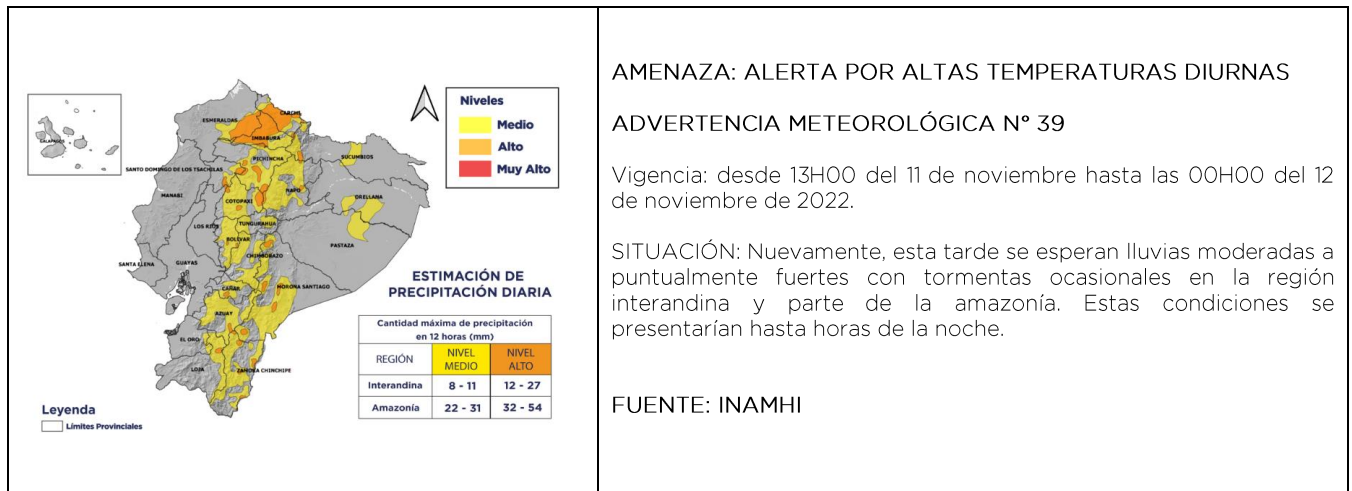 GALÁPAGOS
ESMERALDAS
CARCHI
IMBABURA
SANTO DOMINGO DE LOS TSACHILAS
PICHINCHA
SUCUMBIOS
MANABÍ
NAPO
ORELLANA
COTOPAXI
LOS RÍOS
TUNGURAHUA
BOLÍVAR
PASTAZA
CHIMBORAZO
SANTA ELENA
GUAYAS
MORONA SANTIAGO
CAÑAR
AZUAY
EL ORO
LOJA
ZAMORA CHINCHIPE
Niveles
Medio
Alto
Muy Alto
ESTIMACIÓN DE
PRECIPITACIÓN DIARIA
Cantidad máxima de precipitación
en 12 horas (mm)
REGIÓN NIVEL MEDIO NIVEL ALTO
Interandina 8 - 11 12 - 27
Amazonía 22 - 31 32 - 54
Leyenda
Límites Provinciales
AMENAZA: ALERTA POR ALTAS TEMPERATURAS DIURNAS
ADVERTENCIA METEOROLÓGICA N° 39
Vigencia: desde 13H00 del 11 de noviembre hasta las 00H00 del 12
de noviembre de 2022.
SITUACIÓN: Nuevamente, esta tarde se esperan lluvias moderadas a
puntualmente fuertes con tormentas ocasionales en la región
interandina y parte de la amazonía. Estas condiciones se
presentarían hasta horas de la noche.
FUENTE: INAMHI